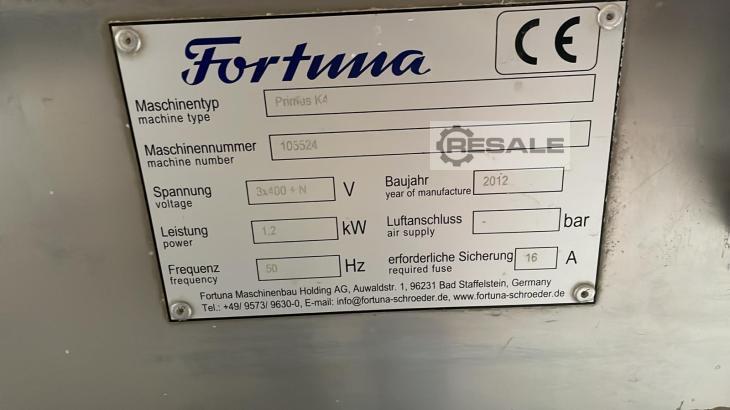 Fortuna
CE
Maschinentyp
machine type
Primus K4
Maschinennummer
machine number
105524
RESALE
Spannung
voltage
3x400 + N V
Baujahr
year of manufacture
2012
Leistung
power
1,2 kW
Luftanschluss
air supply
- bar
Frequenz
frequency
50 Hz
erforderliche Sicherung
required fuse
16 A
Fortuna Maschinenbau Holding AG, Auwaldstr. 1, 96231 Bad Staffelstein, Germany
Tel.: +49/ 9573/ 9630-0, E-mail: info@fortuna-schroeder.de, www.fortuna-schroeder.de